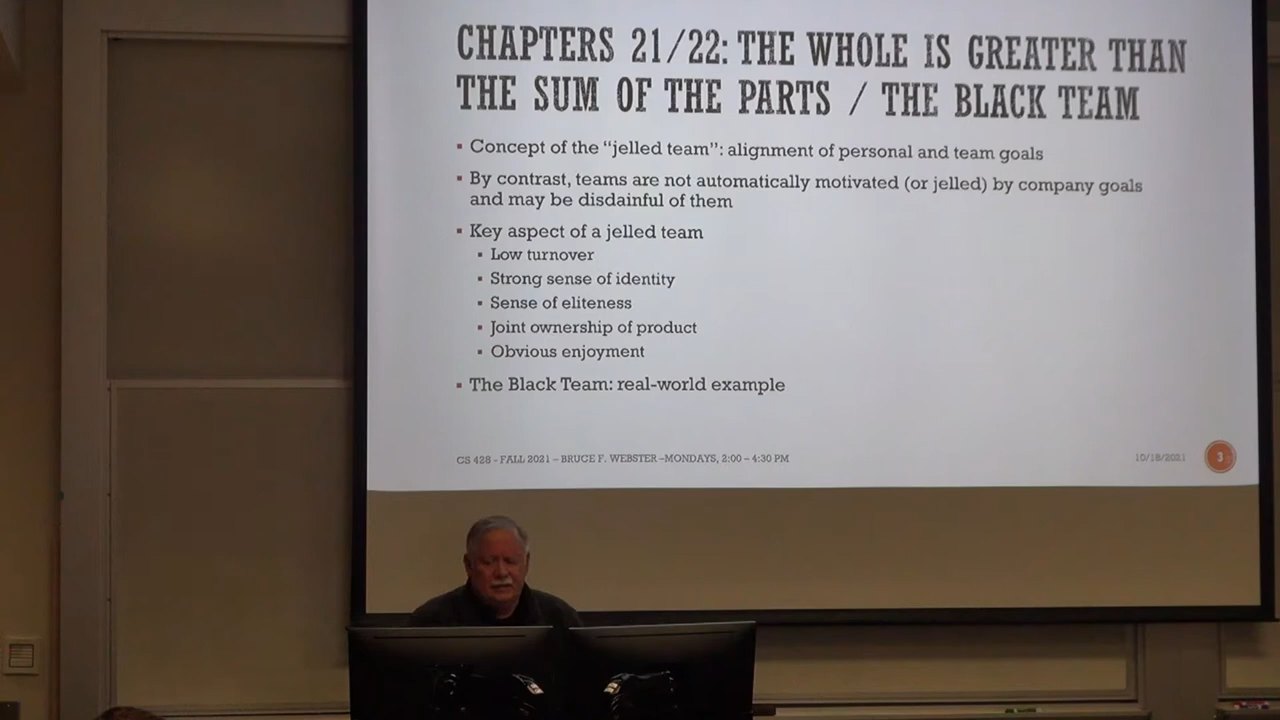 CHAPTERS 21/22: THE WHOLE IS GREATER THAN
THE SUM OF THE PARTS / THE BLACK TEAM
▪ Concept of the “jelled team”: alignment of personal and team goals
▪ By contrast, teams are not automatically motivated (or jelled) by company goals
and may be disdainful of them
▪ Key aspect of a jelled team
▪ Low turnover
▪ Strong sense of identity
▪ Sense of eliteness
▪ Joint ownership of product
▪ Obvious enjoyment
▪ The Black Team: real-world example
CS 428 - FALL 2021 – BRUCE F. WEBSTER –MONDAYS, 2:00 – 4:30 PM
10/18/2021
3